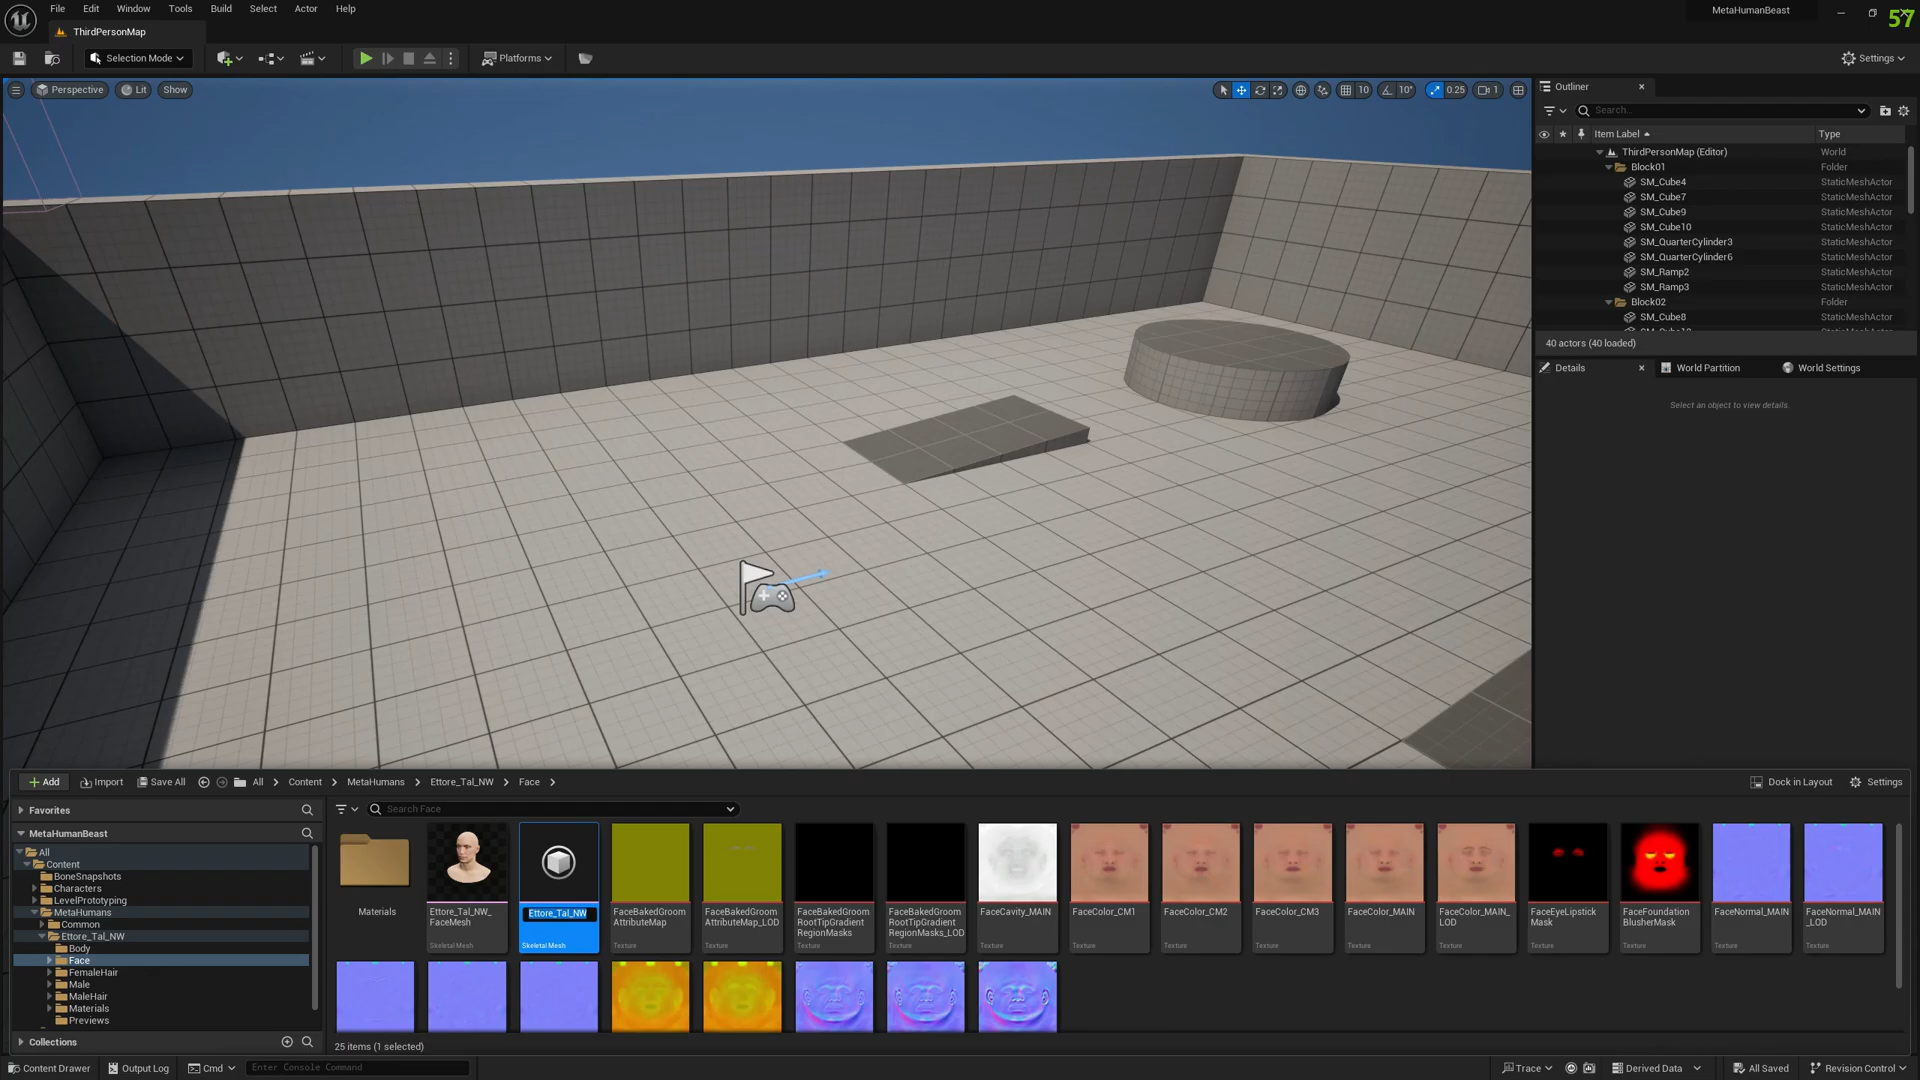 File Edit Window Tools Build Select Actor Help
MetaHumanBeast
57
ThirdPersonMap
Selection Mode
Platforms
Settings
Perspective
Lit
Show
10
10°
0.25
1
Outliner
Search...
Item Label
Type
ThirdPersonMap (Editor) World
Block01 Folder
SM_Cube4 StaticMeshActor
SM_Cube7 StaticMeshActor
SM_Cube9 StaticMeshActor
SM_Cube10 StaticMeshActor
SM_QuarterCylinder3 StaticMeshActor
SM_QuarterCylinder6 StaticMeshActor
SM_Ramp2 StaticMeshActor
SM_Ramp3 StaticMeshActor
Block02 Folder
SM_Cube8 StaticMeshActor
40 actors (40 loaded)
Details
World Partition
World Settings
Select an object to view details.
Add
Import
Save All
All
Content
MetaHumans
Ettore_Tal_NW
Face
Dock in Layout
Settings
Favorites
MetaHumanBeast
All
Content
BoneSnapshots
Characters
LevelPrototyping
MetaHumans
Common
Ettore_Tal_NW
Body
Face
FemaleHair
Male
MaleHair
Materials
Previews
Collections
Search Face
Materials
Ettore_Tal_NW_
FaceMesh
Skeletal Mesh
Ettore_Tal_NW
Skeletal Mesh
FaceBakedGroom
AttributeMap
Texture
FaceBakedGroom
AttributeMap_LOD
Texture
FaceBakedGroom
RootTipGradient
RegionMasks
Texture
FaceBakedGroom
RootTipGradient
RegionMasks_LOD
Texture
FaceCavity_MAIN
Texture
FaceColor_CM1
Texture
FaceColor_CM2
Texture
FaceColor_CM3
Texture
FaceColor_MAIN
Texture
FaceColor_MAIN_
LOD
Texture
FaceEyeLipstick
Mask
Texture
FaceFoundation
BlusherMask
Texture
FaceNormal_MAIN
Texture
FaceNormal_MAIN
_LOD
Texture
25 items (1 selected)
Content Drawer
Output Log
Cmd
Enter Console Command
Trace
Derived Data
All Saved
Revision Control